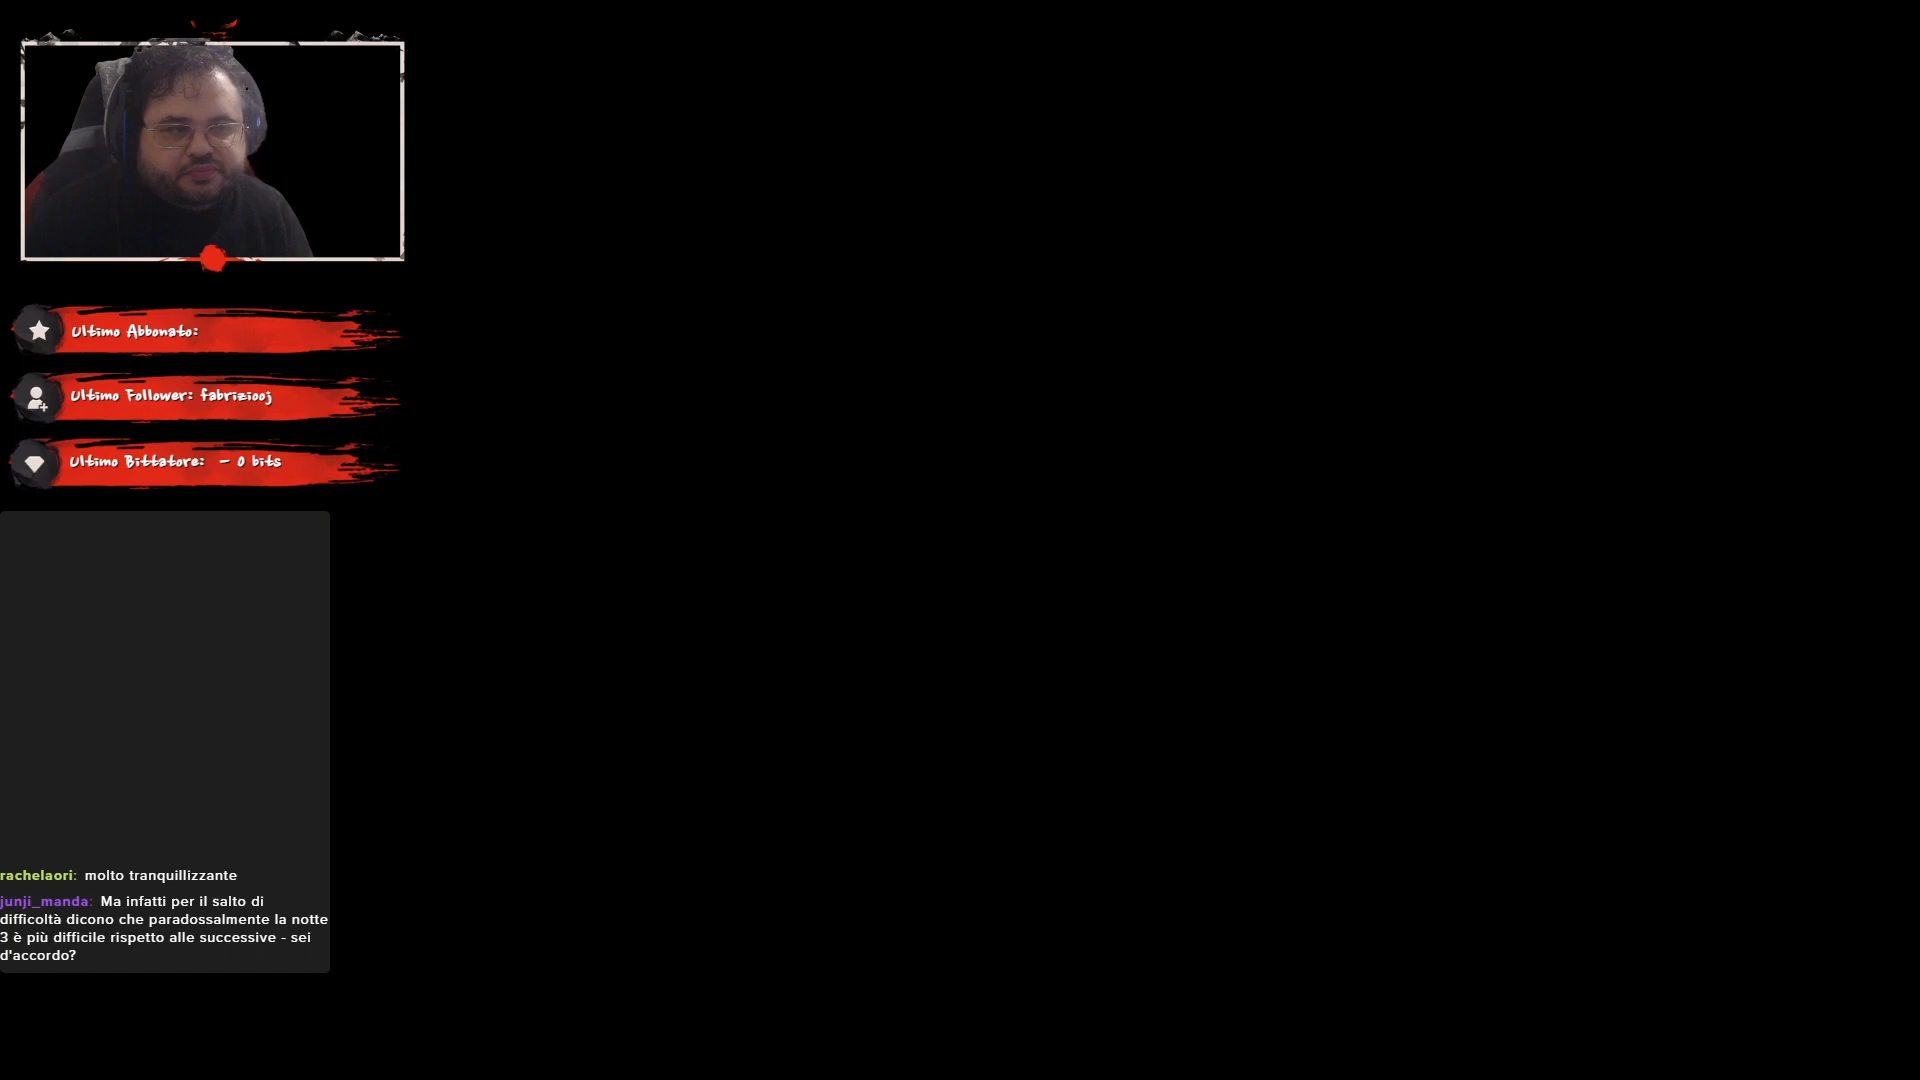 Ultimo Abbonato:
Ultimo Follower: fabriziooj
Ultimo Bittatore: - 0 bits
rachelaori: molto tranquillizzante
junji_manda: Ma infatti per il salto di
difficoltà dicono che paradossalmente la notte
3 è più difficile rispetto alle successive - sei
d'accordo?